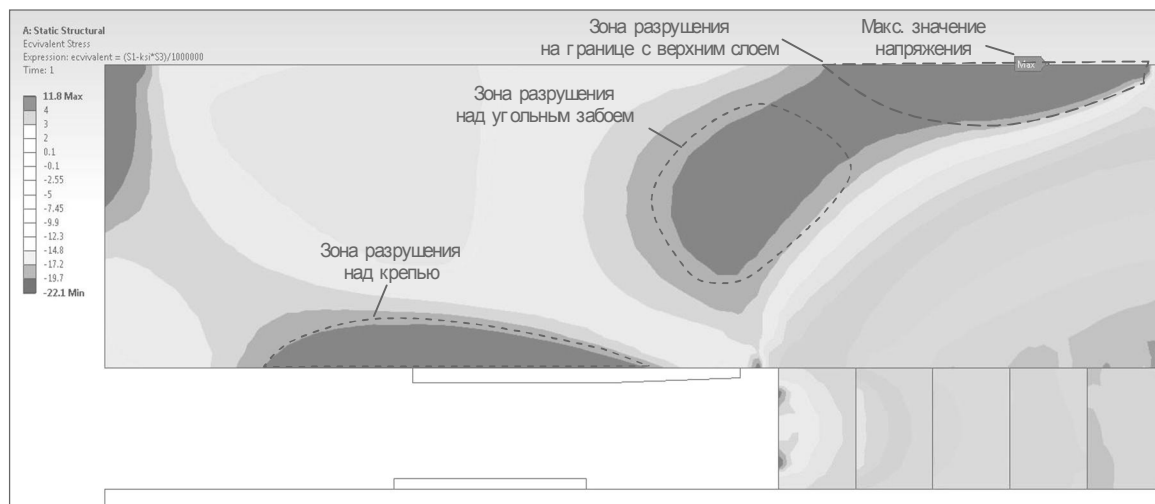 A: Static Structural
Ecvivalent Stress
Expression: ecvivalent = (S1-ksi*S3)/1000000
Time: 1
11.8 Max
4
3
2
0.1
-0.1
-2.55
-5
-7.45
-9.9
-12.3
-14.8
-17.2
-19.7
-22.1 Min
Зона разрушения
на границе с верхним слоем
Макс. значение
напряжения
Max
Зона разрушения
над угольным забоем
Зона разрушения
над крепью